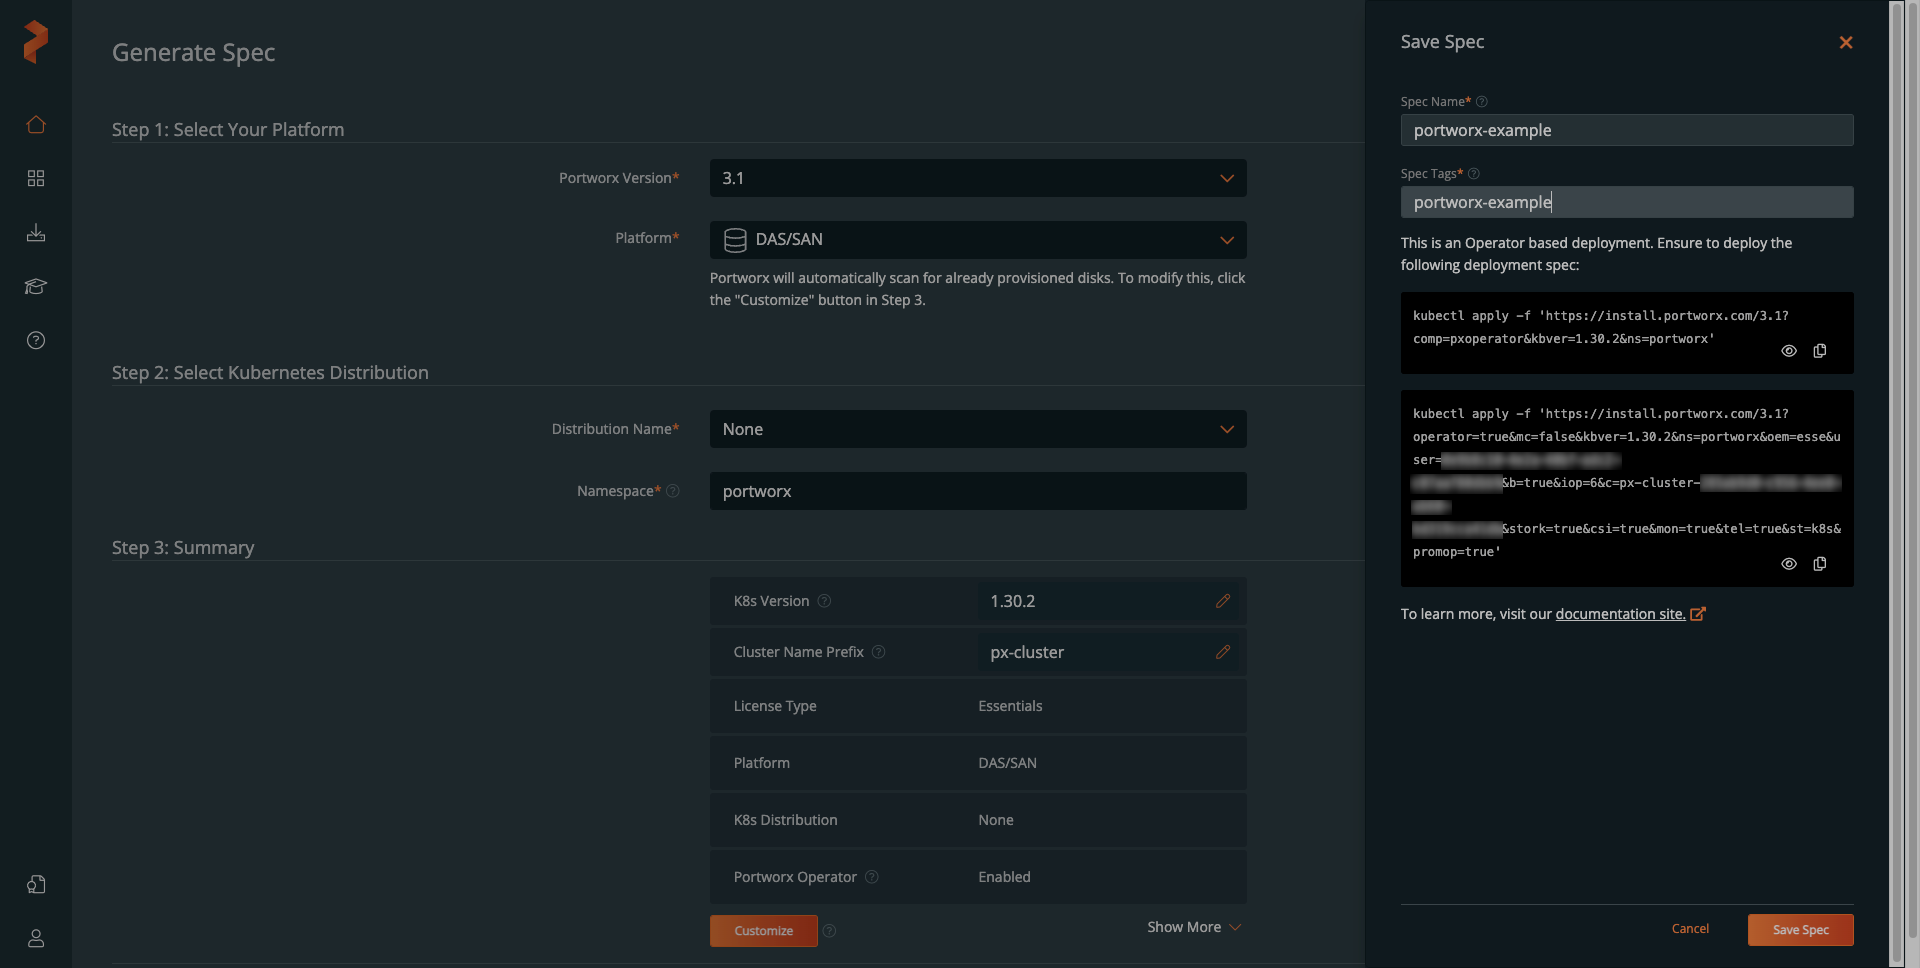 Generate Spec
Step 1: Select Your Platform
Portworx Version*
3.1
Platform*
DAS/SAN
Portworx will automatically scan for already provisioned disks. To modify this, click
the "Customize" button in Step 3.
Step 2: Select Kubernetes Distribution
Distribution Name*
None
Namespace*
portworx
Step 3: Summary
K8s Version
1.30.2
Cluster Name Prefix
px-cluster
License Type
Essentials
Platform
DAS/SAN
K8s Distribution
None
Portworx Operator
Enabled
Customize
Show More
Save Spec
Spec Name*
portworx-example
Spec Tags*
portworx-example
This is an Operator based deployment. Ensure to deploy the
following deployment spec:
kubectl apply -f 'https://install.portworx.com/3.1?
comp=pxoperator&kbver=1.30.2&ns=portworx'
kubectl apply -f 'https://install.portworx.com/3.1?
operator=true&mc=false&kbver=1.30.2&ns=portworx&oem=esse&u
ser=
&b=true&iop=6&c=px-cluster-
&stork=true&csi=true&mon=true&tel=true&st=k8s&
promop=true'
To learn more, visit our documentation site.
Cancel
Save Spec